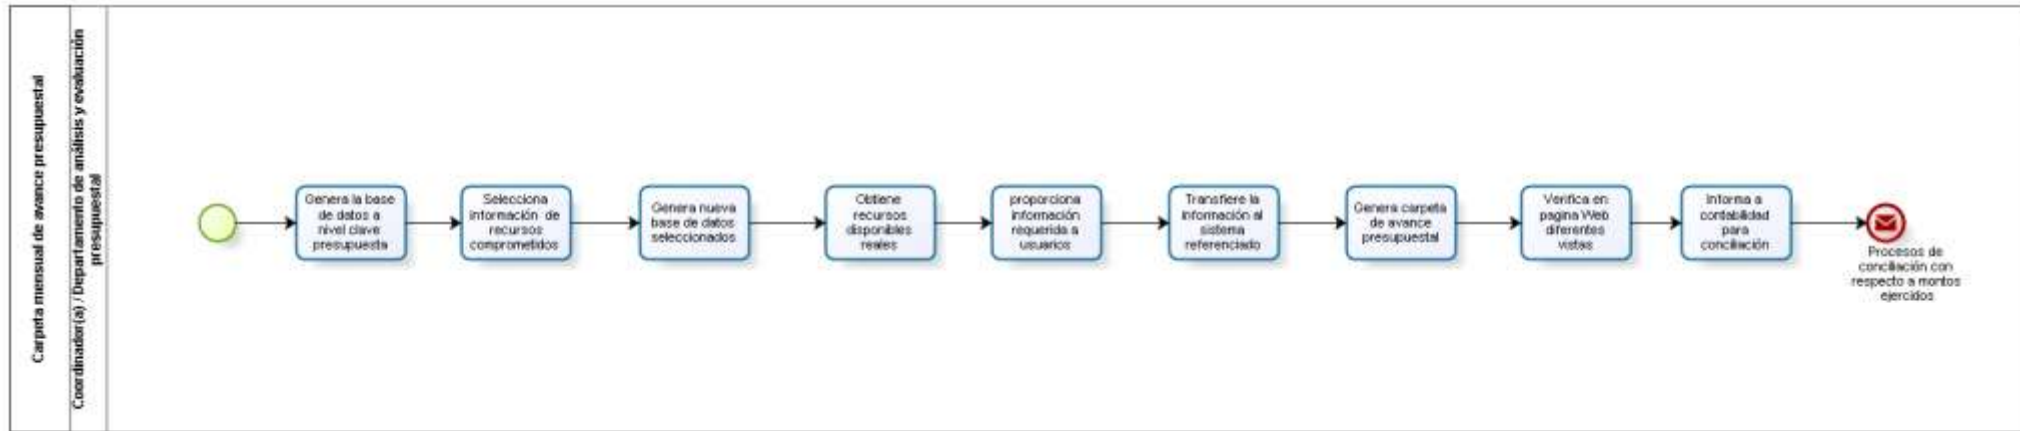 Carpeta mensual de avance presupuestal
Coordinador(a) / Departamento de análisis y evaluación
presupuestal
Genera la base
de datos a
nivel clave
presupuesta
Selecciona
información de
recursos
comprometidos
Genera nueva
base de datos
seleccionados
Obtiene
recursos
disponibles
reales
proporciona
información
requerida a
usuarios
Transfiere la
información al
sistema
referenciado
Genera carpeta
de avance
presupuestal
Verifica en
pagina Web
diferentes
vistas
Informa a
contabilidad
para
conciliación
Procesos de
conciliación con
respecto a montos
ejercidos